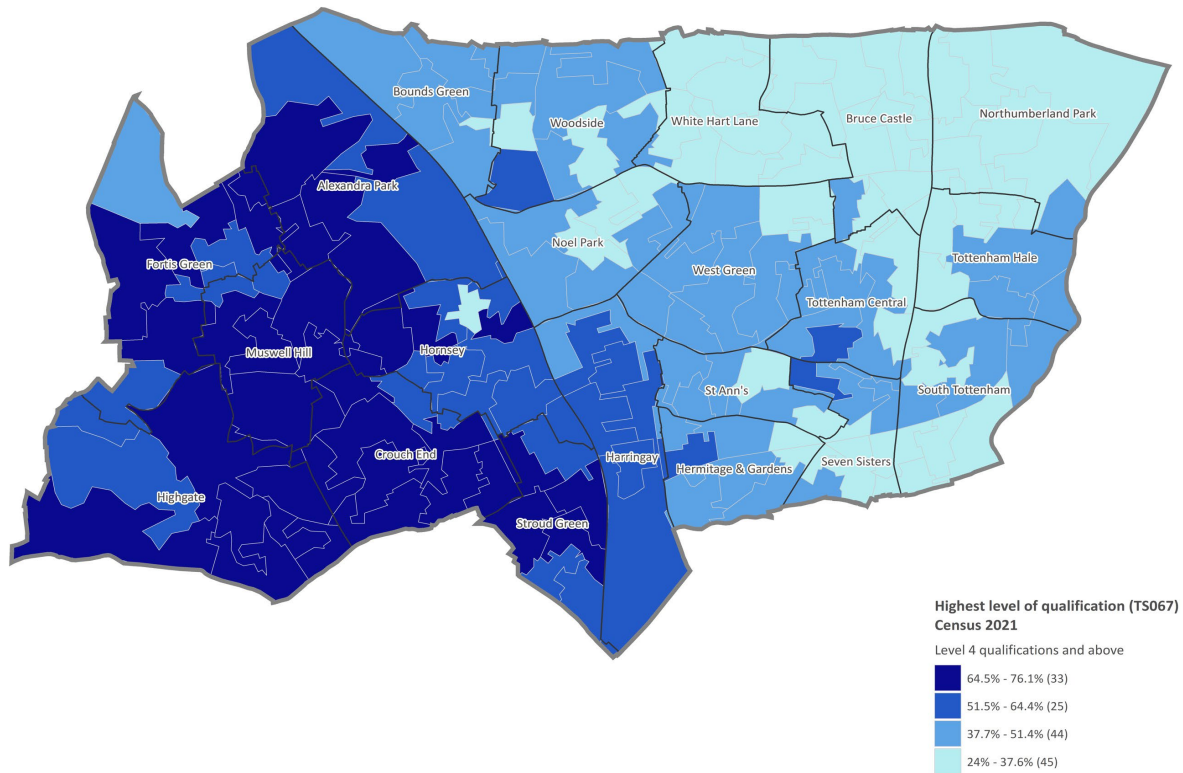 Bounds Green
Woodside
White Hart Lane
Bruce Castle
Northumberland Park
Alexandra Park
Noel Park
Fortis Green
West Green
Tottenham Hale
Tottenham Central
Muswell Hill
Hornsey
St Ann's
South Tottenham
Crouch End
Harringay
Hermitage & Gardens
Seven Sisters
Highgate
Stroud Green
Highest level of qualification (TS067)
Census 2021
Level 4 qualifications and above
64.5% - 76.1% (33)
51.5% - 64.4% (25)
37.7% - 51.4% (44)
24% - 37.6% (45)